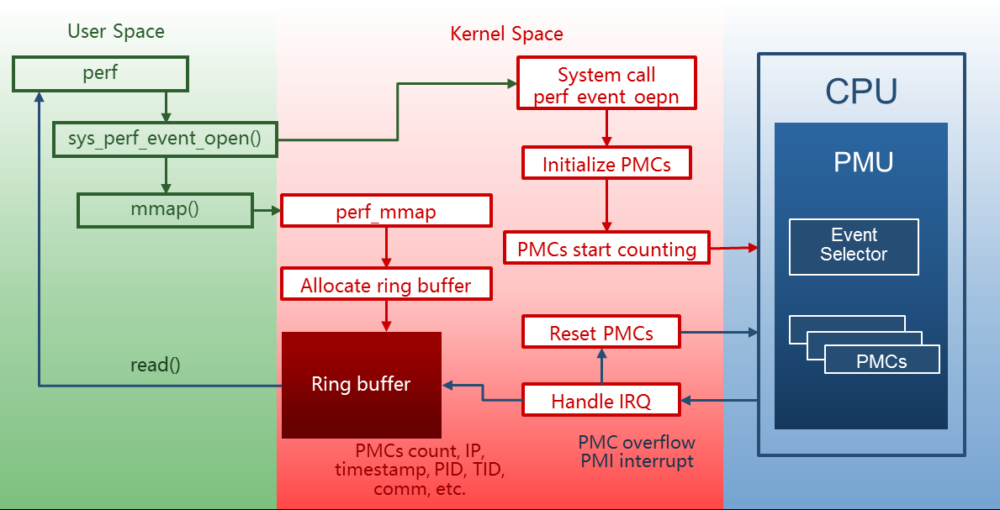 User Space
Kernel Space
perf
sys_perf_event_open()
mmap()
read()
System call
perf_event_oepn
Initialize PMCs
perf_mmap
PMCs start counting
Allocate ring buffer
Reset PMCs
Ring buffer
Handle IRQ
PMCs count, IP,
timestamp, PID, TID,
comm, etc.
PMC overflow
PMI interrupt
CPU
PMU
Event
Selector
PMCs